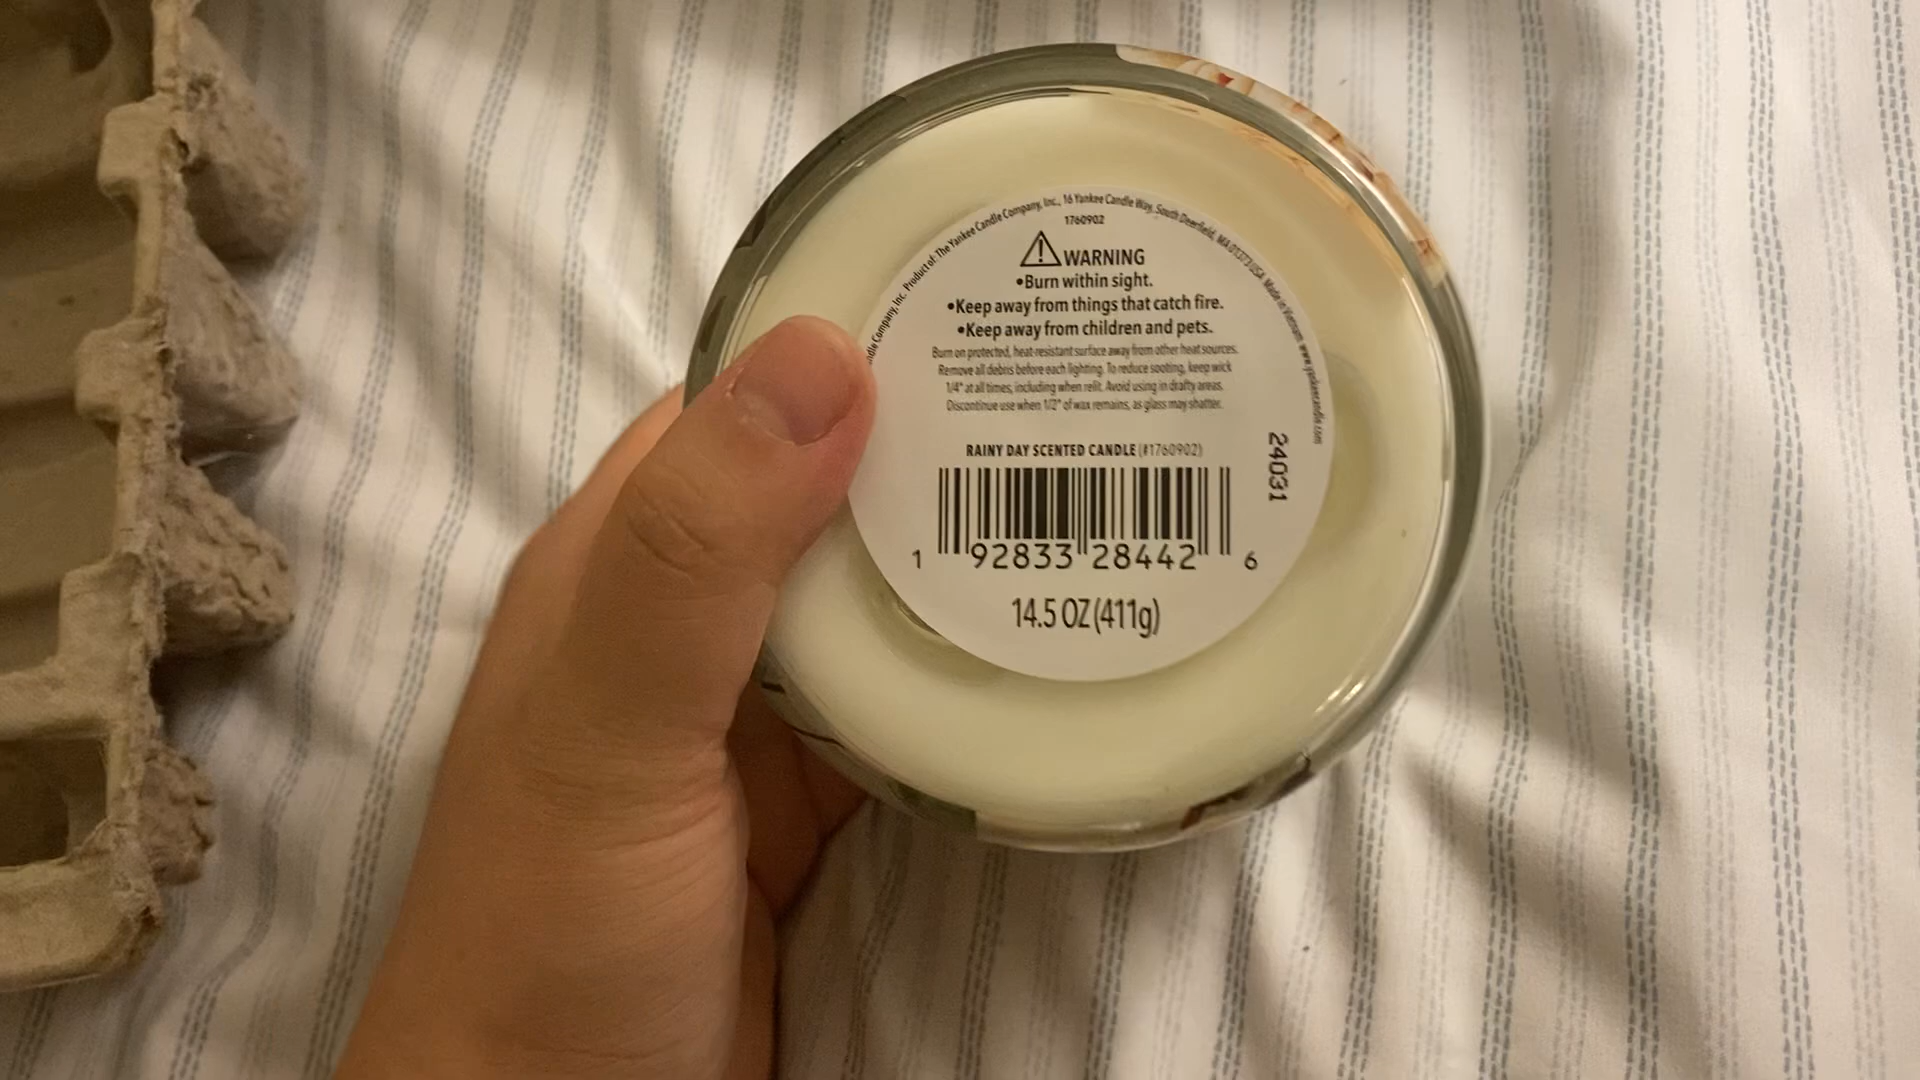 dle Company, Inc. Product of: The Yankee Candle Company, Inc., 16 Yankee Candle Way, South Deerfield, MA 01373 USA. Made in Vietnam www.yankeecandle.com
1760902
WARNING
•Burn within sight.
•Keep away from things that catch fire.
•Keep away from children and pets.
Burn on protected, heat-resistant surface away from other heat sources.
Remove all debris before each lighting. To reduce sooting, keep wick
1/4" at all times, including when relit. Avoid using in drafty areas.
Discontinue use when 1/2" of wax remains, as glass may shatter.
RAINY DAY SCENTED CANDLE (#1760902)
24031
1 92833 28442 6
14.5 OZ (411g)